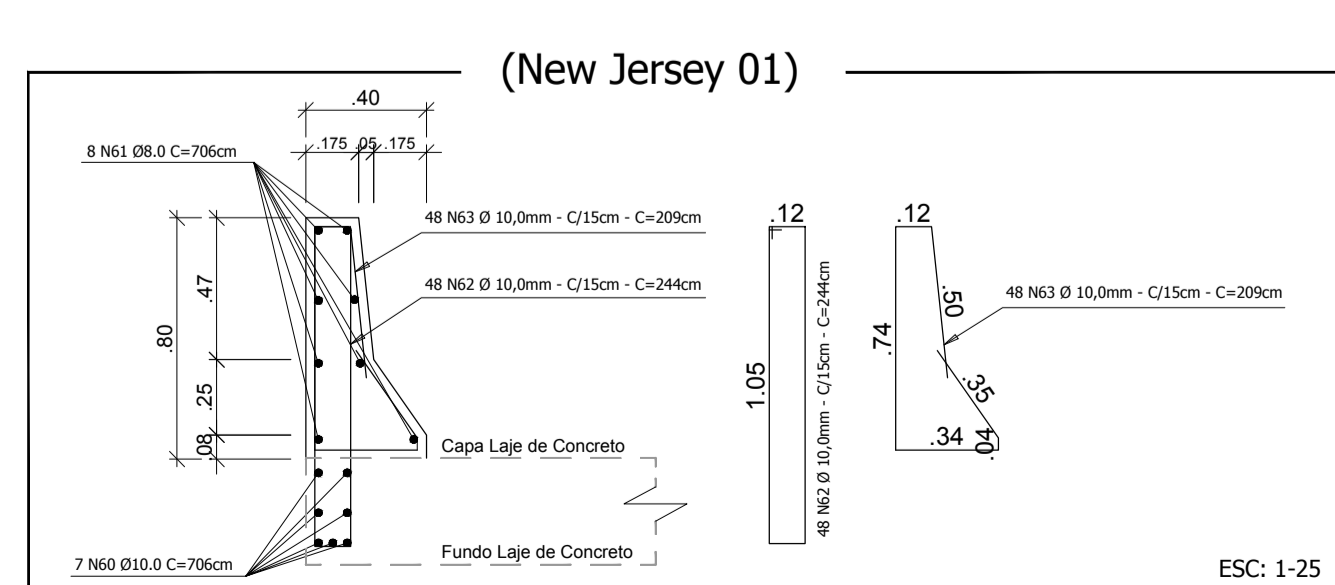 (New Jersey 01)
.40
.175 .05 .175
8 N61 Ø8.0 C=706cm
48 N63 Ø 10,0mm - C/15cm - C=209cm
48 N62 Ø 10,0mm - C/15cm - C=244cm
.80
.47
.25
.08
Capa Laje de Concreto
Fundo Laje de Concreto
7 N60 Ø10.0 C=706cm
.12
1.05
48 N62 Ø 10,0mm - C/15cm - C=244cm
.12
.50
.74
.35
.34
.04
48 N63 Ø 10,0mm - C/15cm - C=209cm
ESC: 1-25